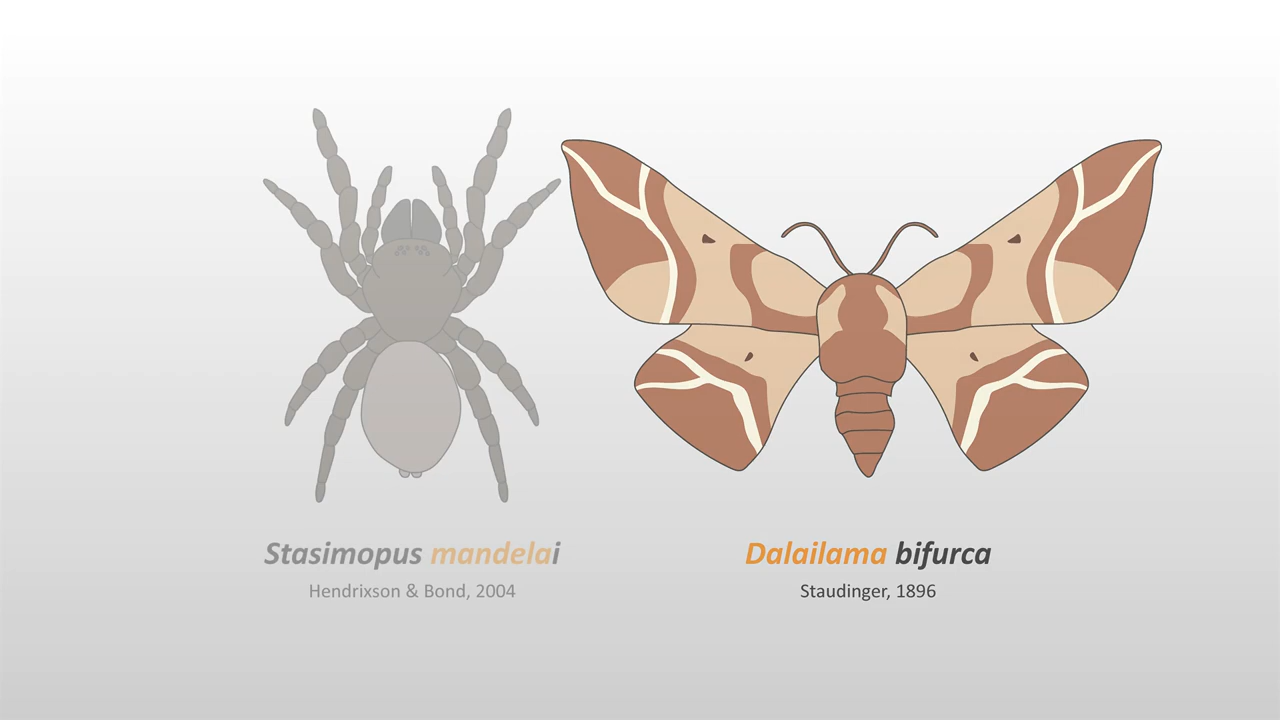 Stasimopus mandelai
Hendrixson & Bond, 2004
Dalailama bifurca
Staudinger, 1896